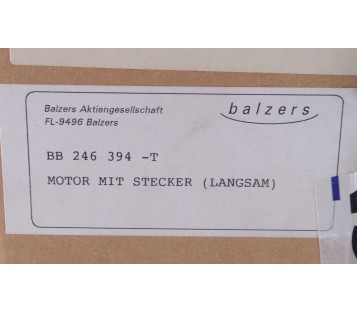 Balzers Aktiengesellschaft
FL-9496 Balzers
balzers
BB 246 394 -T
MOTOR MIT STECKER (LANGSAM)